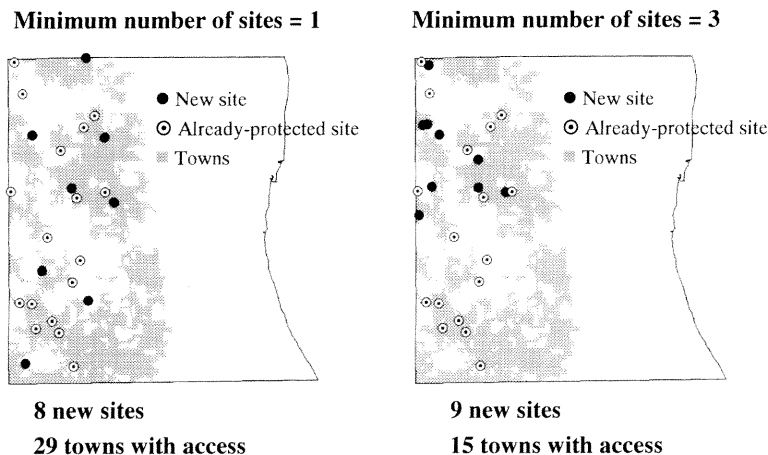 Minimum number of sites = 1
New site
Already-protected site
Towns
8 new sites
29 towns with access
Minimum number of sites = 3
New site
Already-protected site
Towns
9 new sites
15 towns with access